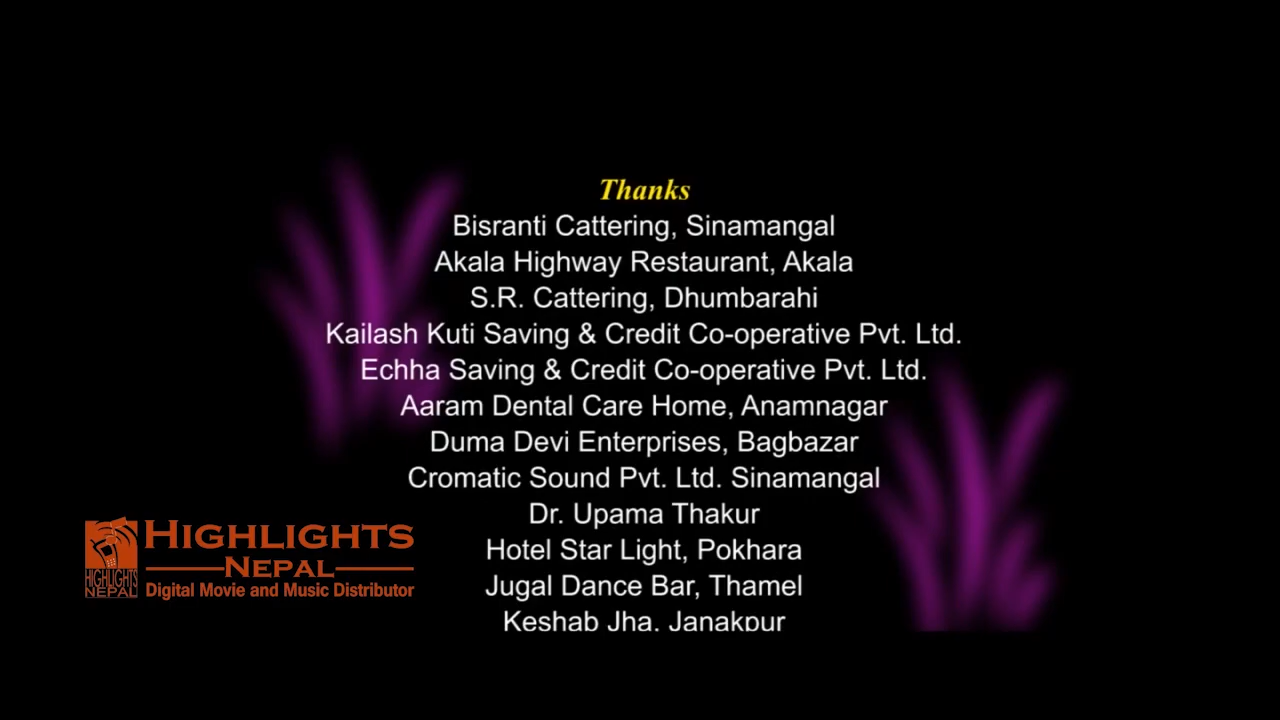 Thanks
Bisranti Cattering, Sinamangal
Akala Highway Restaurant, Akala
S.R. Cattering, Dhumbarahi
Kailash Kuti Saving & Credit Co-operative Pvt. Ltd.
Echha Saving & Credit Co-operative Pvt. Ltd.
Aaram Dental Care Home, Anamnagar
Duma Devi Enterprises, Bagbazar
Cromatic Sound Pvt. Ltd. Sinamangal
Dr. Upama Thakur
Hotel Star Light, Pokhara
Jugal Dance Bar, Thamel
Keshab Jha, Janakpur
HIGHLIGHTS
NEPAL
Digital Movie and Music Distributor
HIGHLIGHTS
NEPAL